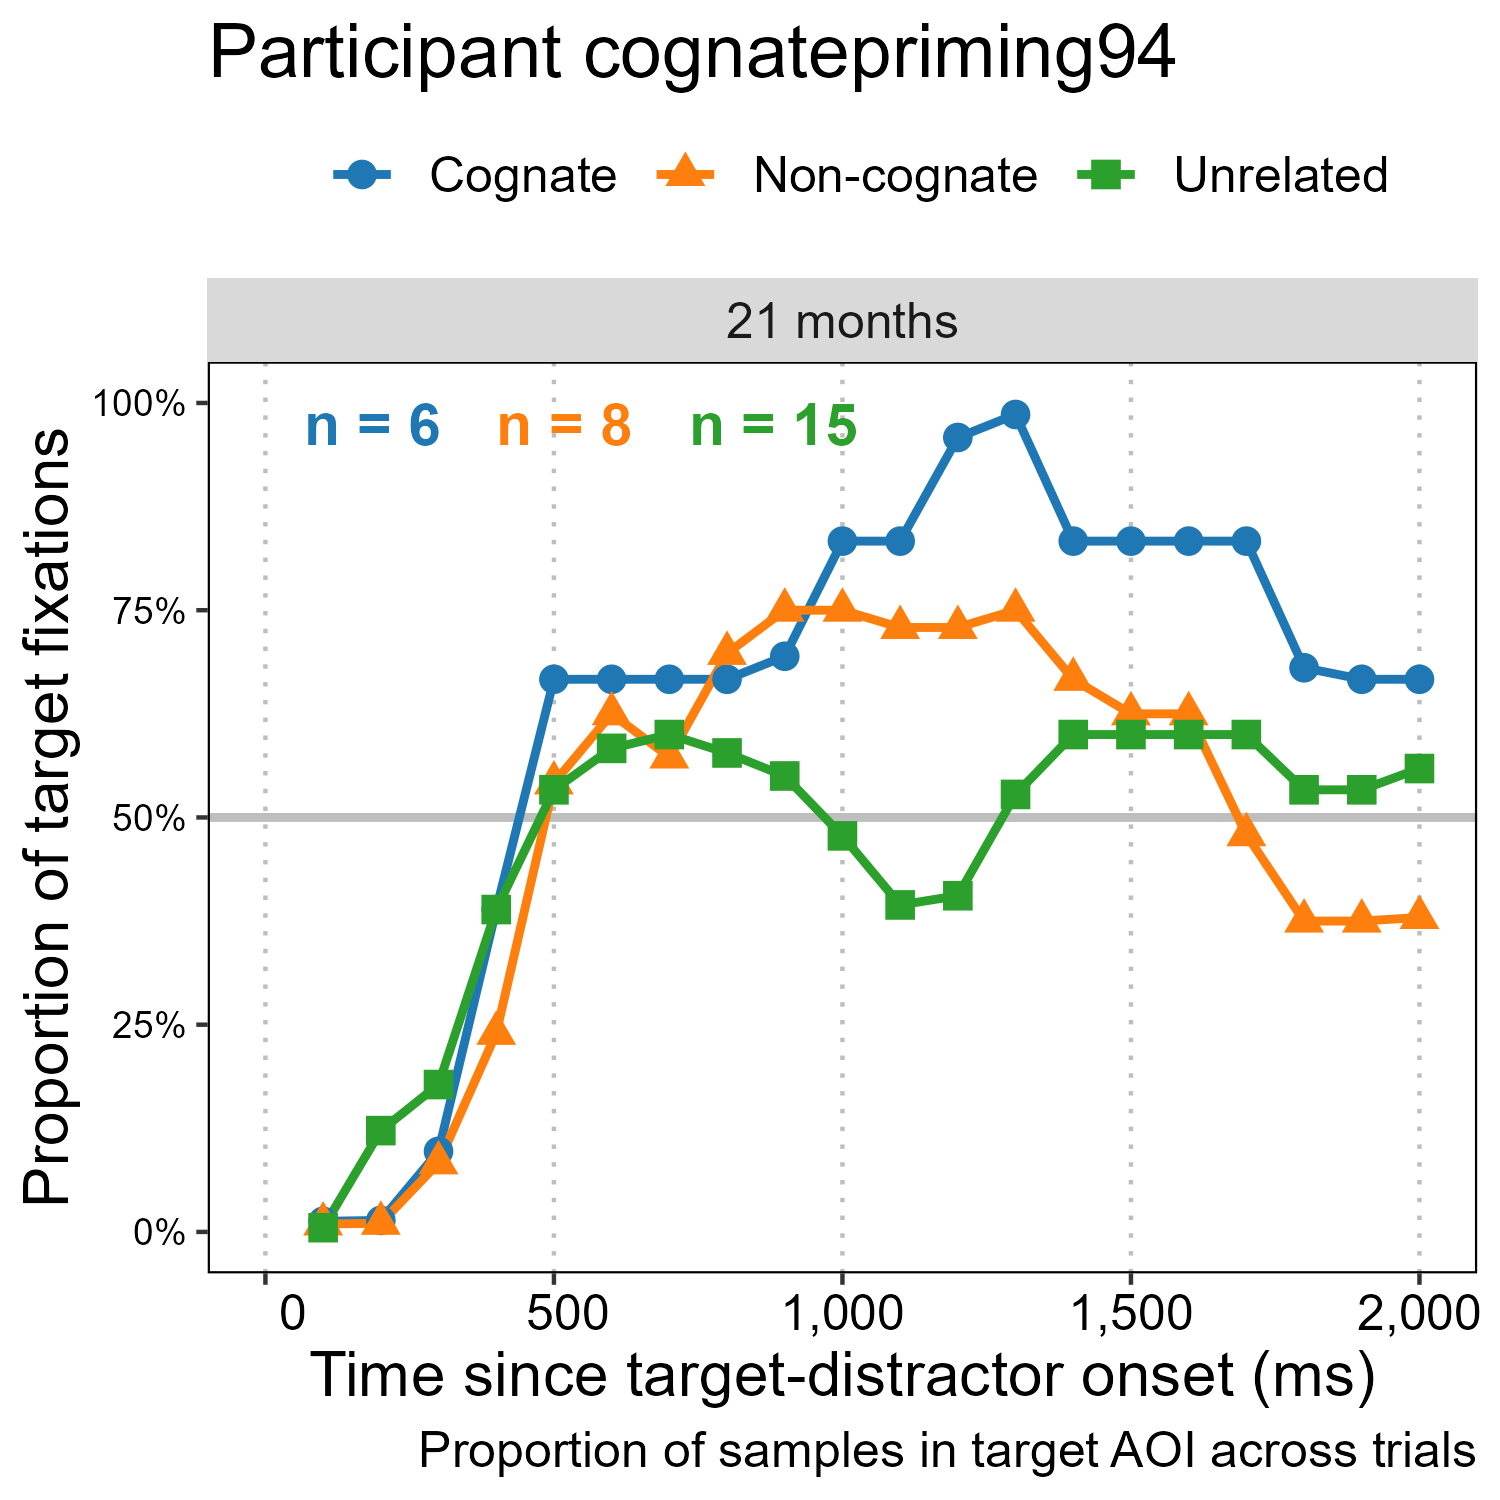 Participant cognatepriming94
Cognate Non-cognate Unrelated
21 months
n = 6 n = 8 n = 15
100%
75%
50%
25%
0%
Proportion of target fixations
0 500 1,000 1,500 2,000
Time since target-distractor onset (ms)
Proportion of samples in target AOI across trials